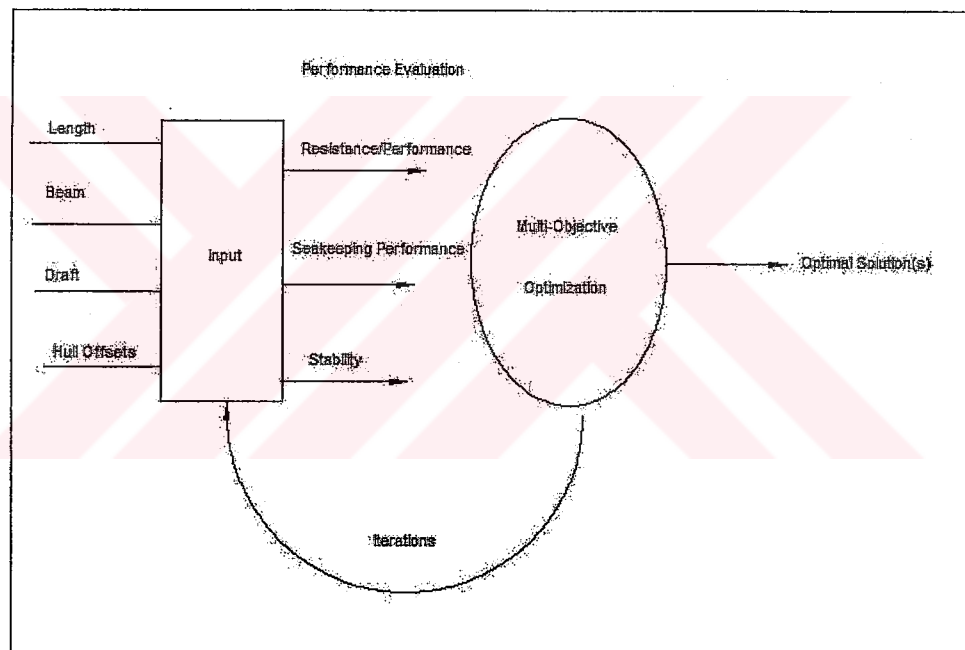 Performance Evaluation
Length
Resistance/Performance
Beam
Multi-Objective
Input
Seakeeping Performance
Optimal Solution(s)
Draft
Optimization
Hull Offsets
Stability
Iterations